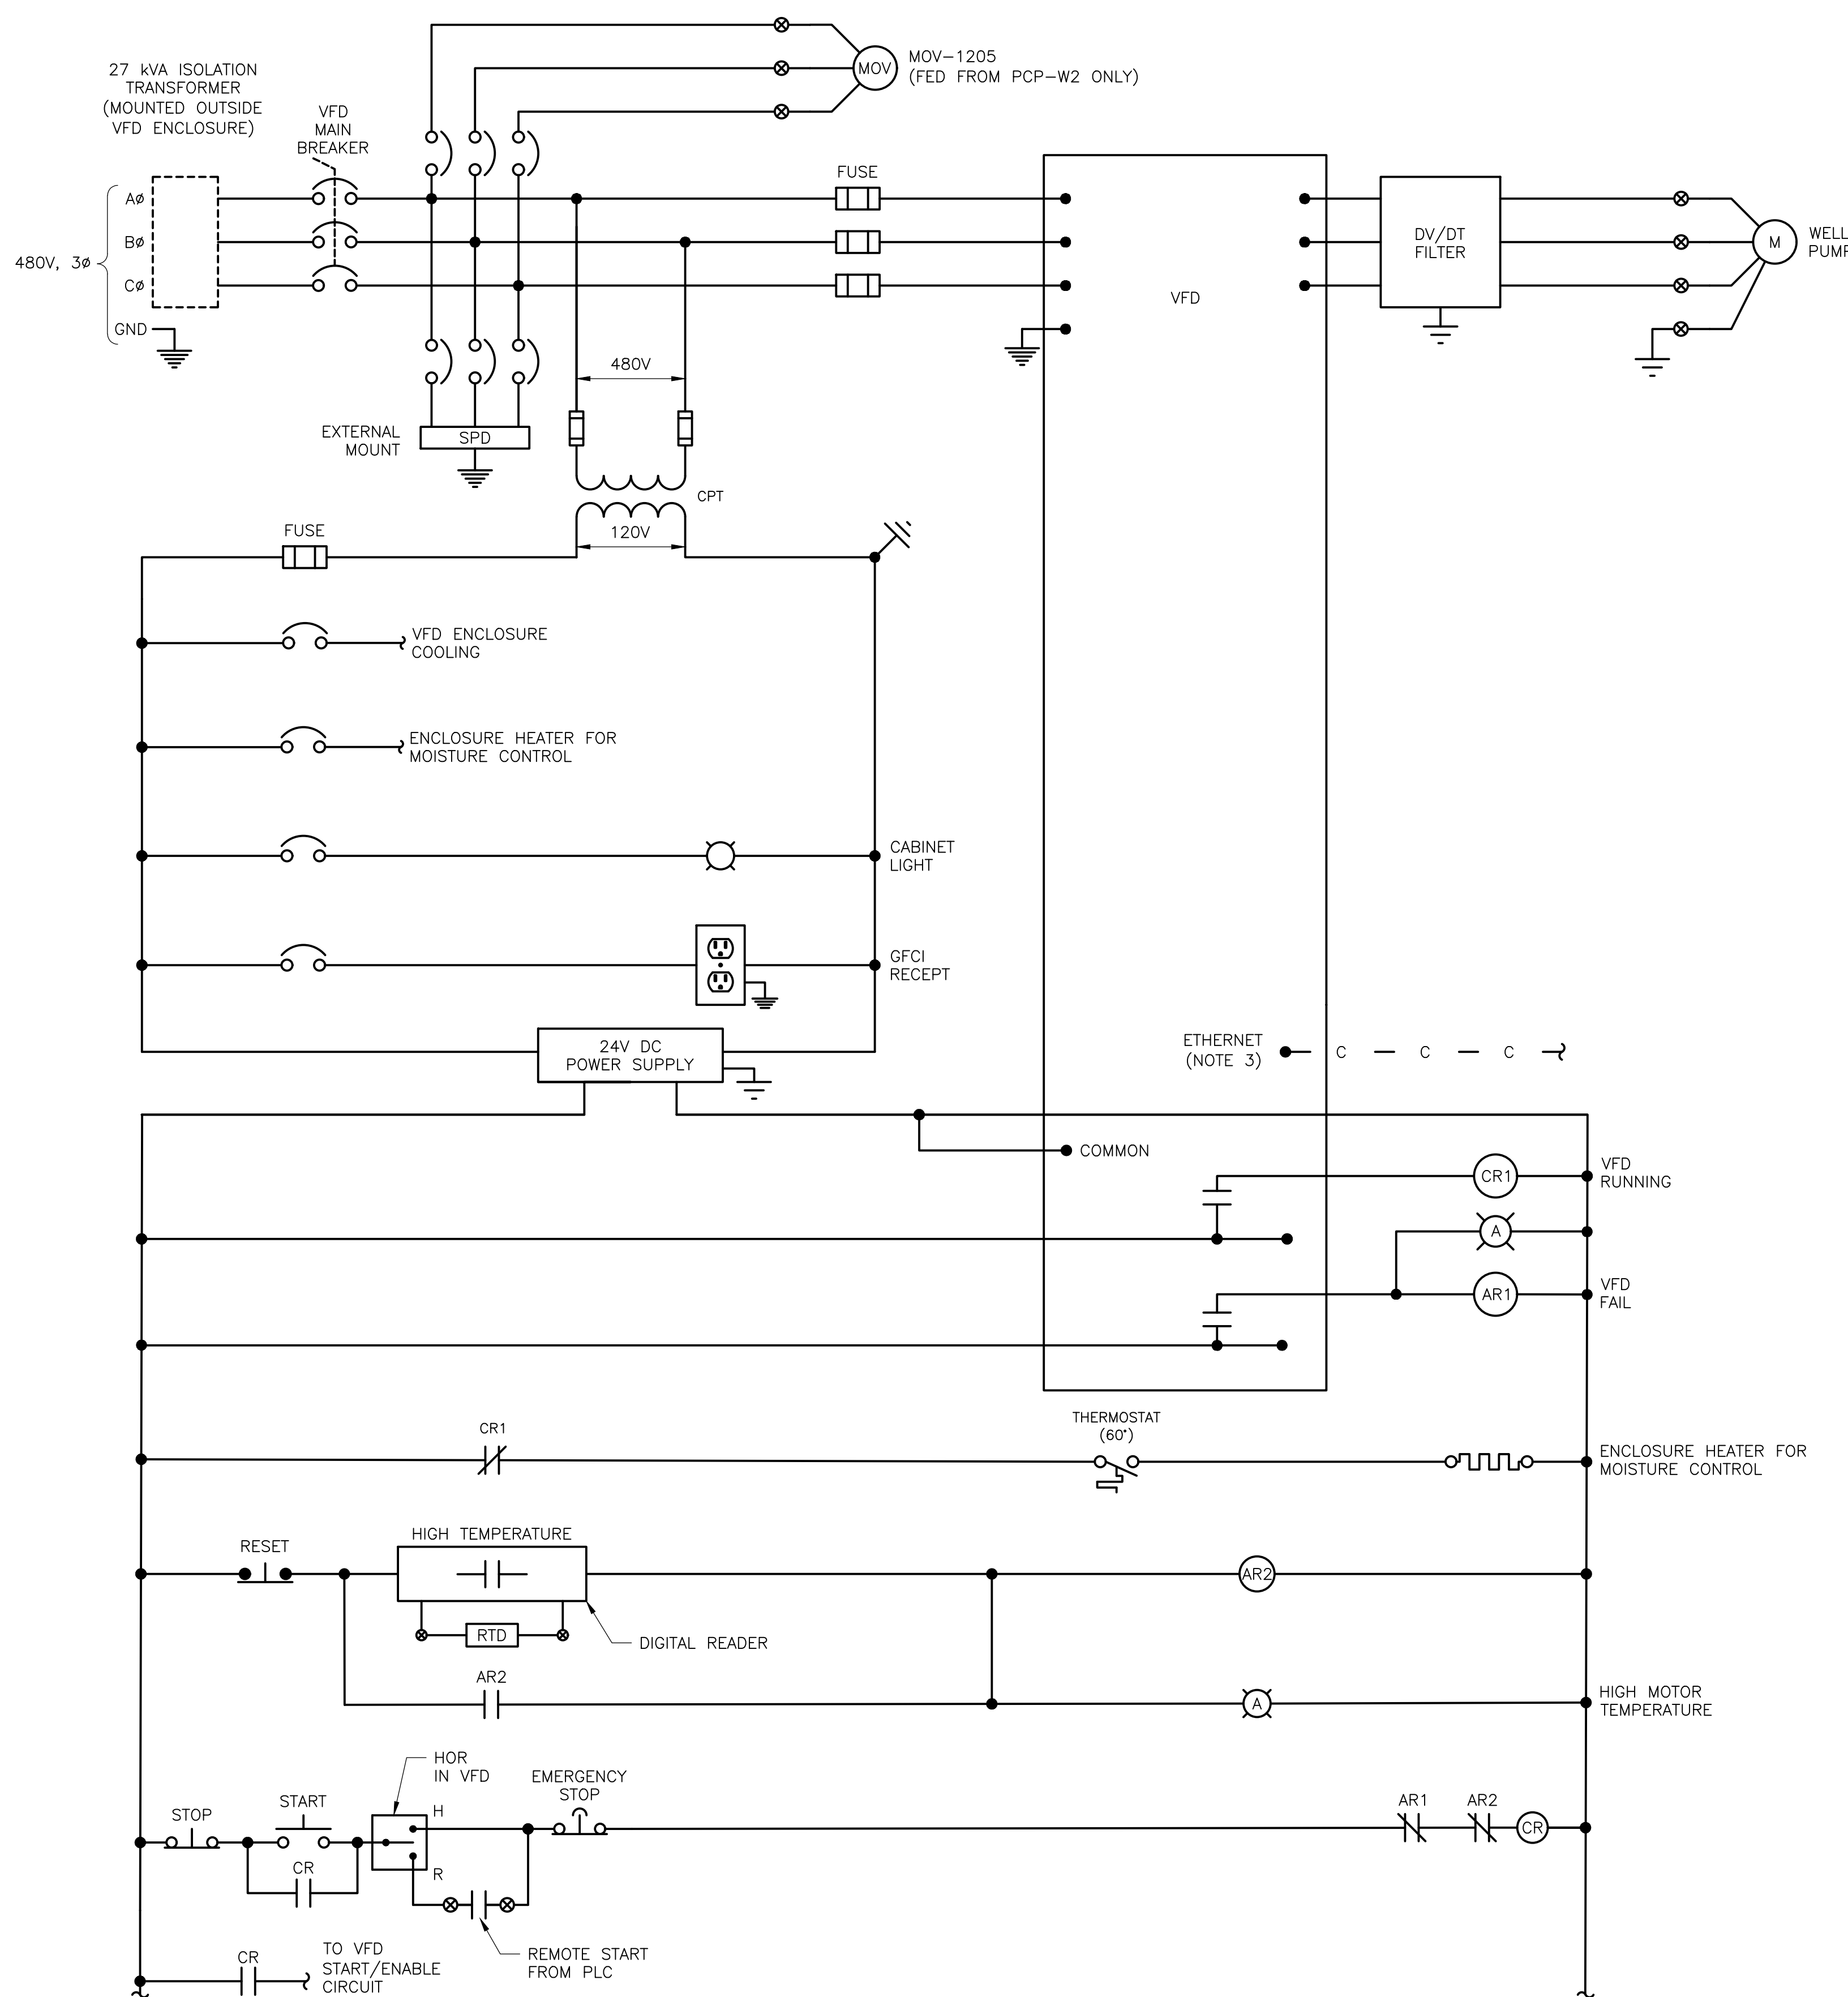 MOV-1205
(FED FROM PCP-W2 ONLY)
MOV
27 kVA ISOLATION
TRANSFORMER
(MOUNTED OUTSIDE
VFD ENCLOSURE)
VFD
MAIN
BREAKER
FUSE
AØ
BØ
CØ
GND
480V, 3Ø
VFD
DV/DT
FILTER
M
WELL
PUMP
480V
EXTERNAL
MOUNT
SPD
CPT
120V
FUSE
VFD ENCLOSURE
COOLING
ENCLOSURE HEATER FOR
MOISTURE CONTROL
CABINET
LIGHT
GFCI
RECEPT
24V DC
POWER SUPPLY
ETHERNET
(NOTE 3)
C
C
C
COMMON
CR1
VFD
RUNNING
A
AR1
VFD
FAIL
CR1
THERMOSTAT
(60°)
ENCLOSURE HEATER FOR
MOISTURE CONTROL
RESET
HIGH TEMPERATURE
AR2
RTD
DIGITAL READER
AR2
A
HIGH MOTOR
TEMPERATURE
HOR
IN VFD
STOP
START
H
EMERGENCY
STOP
AR1
AR2
CR
CR
R
REMOTE START
FROM PLC
CR
TO VFD
START/ENABLE
CIRCUIT